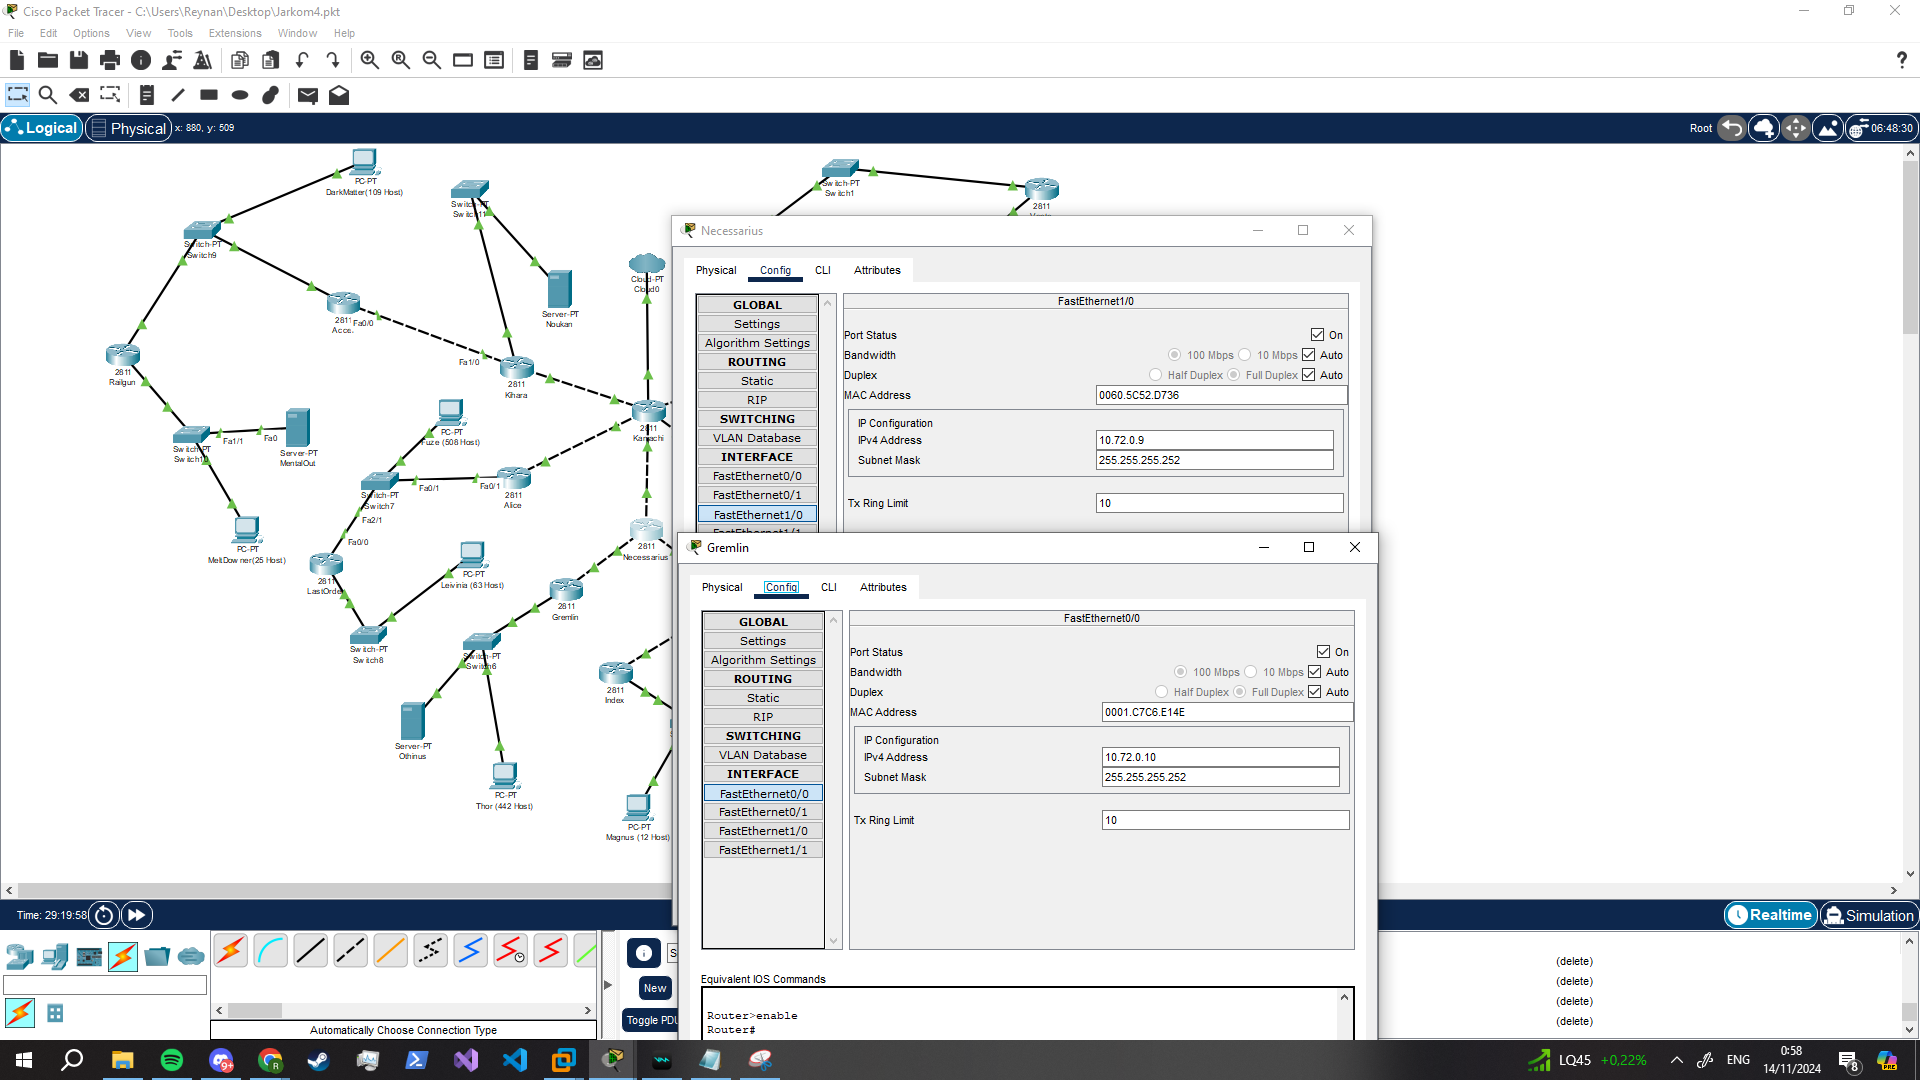 Cisco Packet Tracer - C:\Users\Reynan\Desktop\Jarkom4.pkt
File Edit Options View Tools Extensions Window Help
Logical Physical x: 880, y: 509
Root 06:48:30
PC-PT
DarkMatter(109 Host)
Switch-PT
Switch1
2811
Switch-PT
Switch11
Switch-PT
Switch9
Cloud-PT
Cloud0
Server-PT
Noukan
2811
Fa0/0
Fa1/0
2811
Railgun
2811
Kihara
2811
Kamachi
PC-PT
Fuze (508 Host)
Switch-PT
Switch10
Fa1/1
Fa0
Server-PT
MentalOut
Switch-PT
Switch7
Fa0/1
Fa0/1
2811
Alice
Fa2/1
Fa0/0
PC-PT
MeltDowner(25 Host)
2811
LastOrder
PC-PT
Leivinia (63 Host)
2811
Necessarius
2811
Gremlin
Switch-PT
Switch8
Switch-PT
Switch6
2811
Index
Server-PT
Othinus
PC-PT
Thor (442 Host)
PC-PT
Magnus (12 Host)
Necessarius
Physical Config CLI Attributes
GLOBAL
Settings
Algorithm Settings
ROUTING
Static
RIP
SWITCHING
VLAN Database
INTERFACE
FastEthernet0/0
FastEthernet0/1
FastEthernet1/0
FastEthernet1/1
FastEthernet1/0
Port Status On
Bandwidth 100 Mbps 10 Mbps Auto
Duplex Half Duplex Full Duplex Auto
MAC Address 0060.5C52.D736
IP Configuration
IPv4 Address 10.72.0.9
Subnet Mask 255.255.255.252
Tx Ring Limit 10
Gremlin
Physical Config CLI Attributes
GLOBAL
Settings
Algorithm Settings
ROUTING
Static
RIP
SWITCHING
VLAN Database
INTERFACE
FastEthernet0/0
FastEthernet0/1
FastEthernet1/0
FastEthernet1/1
FastEthernet0/0
Port Status On
Bandwidth 100 Mbps 10 Mbps Auto
Duplex Half Duplex Full Duplex Auto
MAC Address 0001.C7C6.E14E
IP Configuration
IPv4 Address 10.72.0.10
Subnet Mask 255.255.255.252
Tx Ring Limit 10
Equivalent IOS Commands
Router>enable
Router#
Time: 29:19:58
Realtime Simulation
Automatically Choose Connection Type
New
Toggle PDU
(delete)
(delete)
(delete)
(delete)
LQ45 +0,22%
ENG
0:58
14/11/2024
8